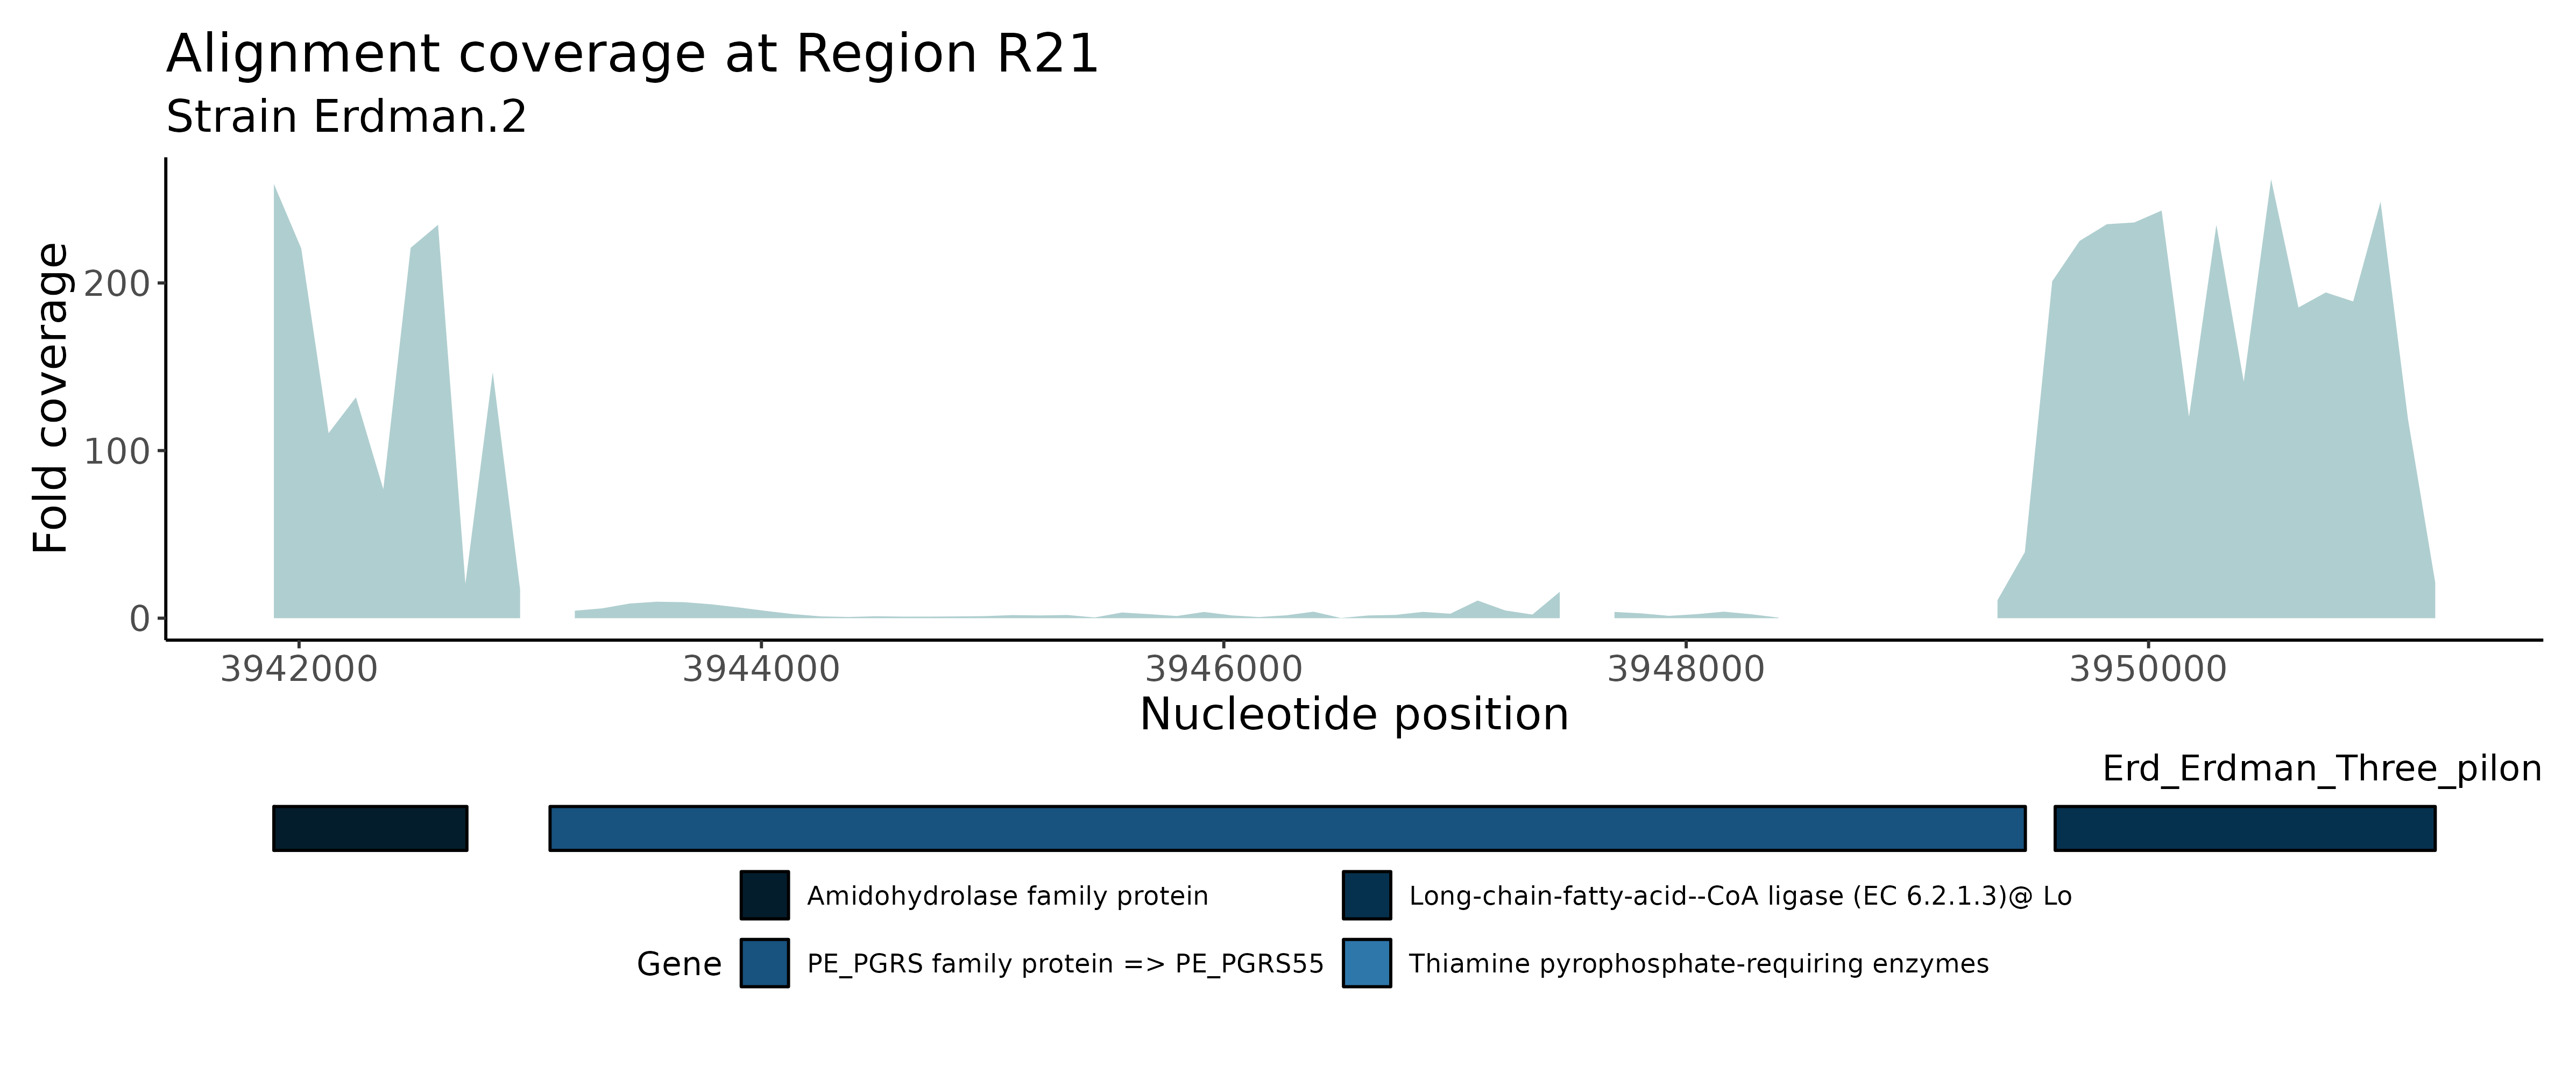 Alignment coverage at Region R21
Strain Erdman.2
Fold coverage
200
100
0
3942000 3944000 3946000 3948000 3950000
Nucleotide position
Erd_Erdman_Three_pilon
Gene
Amidohydrolase family protein
PE_PGRS family protein => PE_PGRS55
Long-chain-fatty-acid--CoA ligase (EC 6.2.1.3)@ Lo
Thiamine pyrophosphate-requiring enzymes